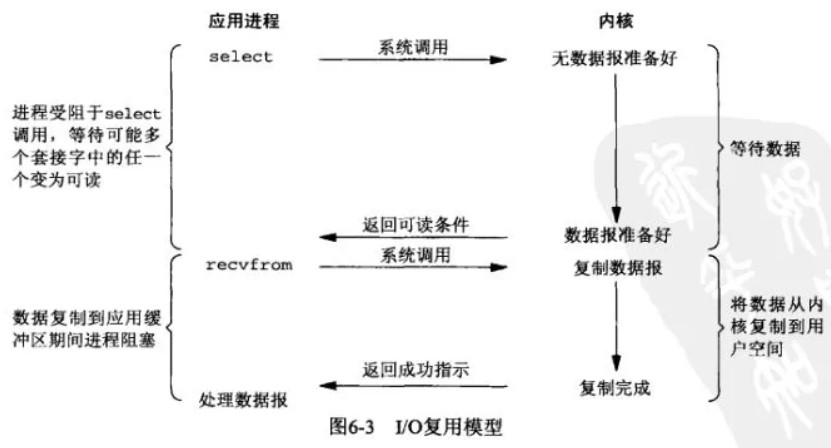 应用进程
内核
select
系统调用
无数据报准备好
进程受阻于select
调用，等待可能多
个套接字中的任一
个变为可读
等待数据
返回可读条件
数据报准备好
recvfrom
系统调用
复制数据报
数据复制到应用缓
冲区期间进程阻塞
将数据从内
核复制到用
户空间
返回成功指示
复制完成
处理数据报
图6-3 I/O复用模型